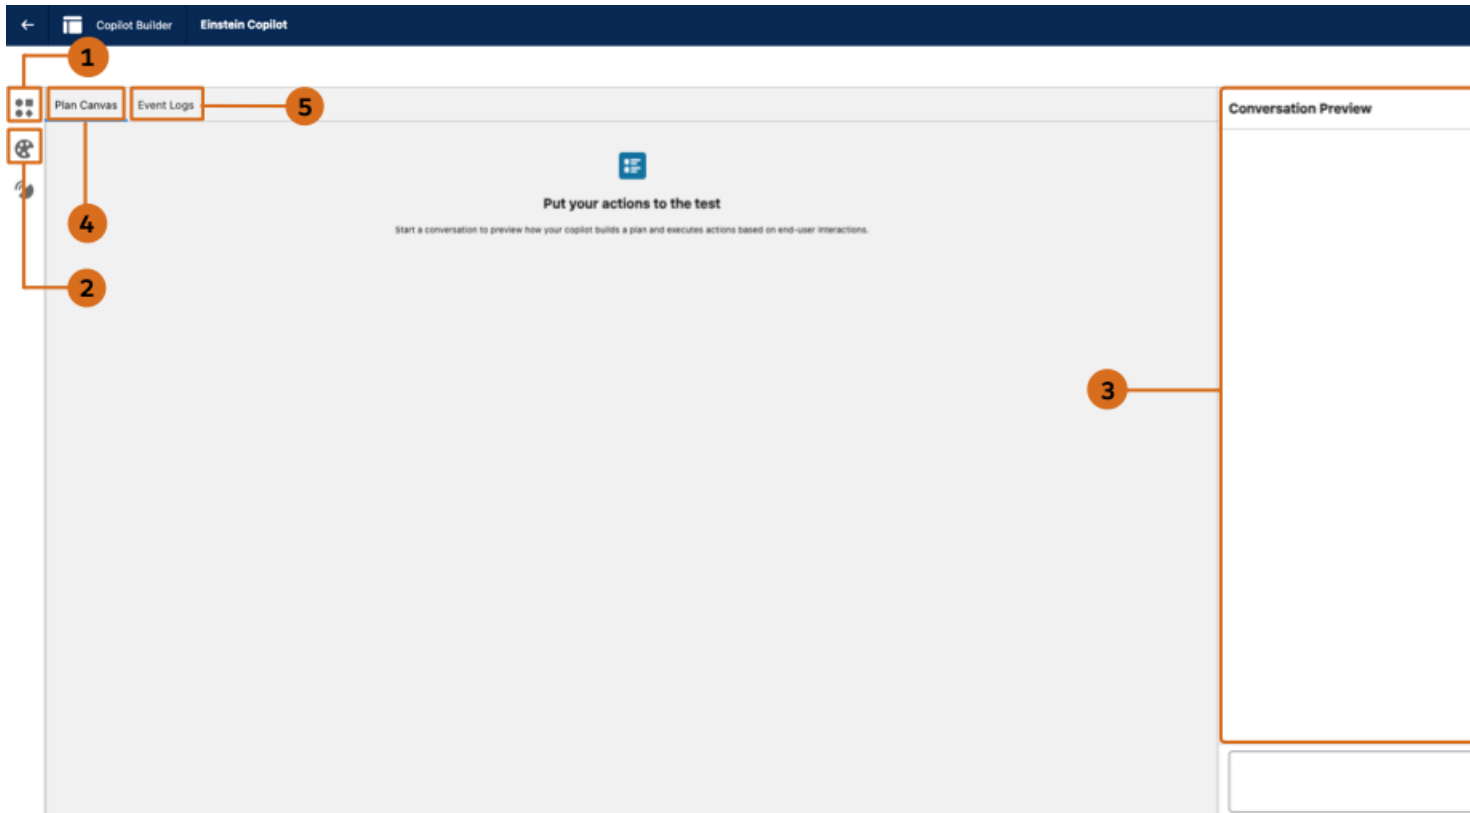 Copilot Builder
Einstein Copilot
1
Plan Canvas
Event Logs
5
Conversation Preview
Put your actions to the test
4
Start a conversation to preview how your copilot builds a plan and executes actions based on end-user interactions.
2
3